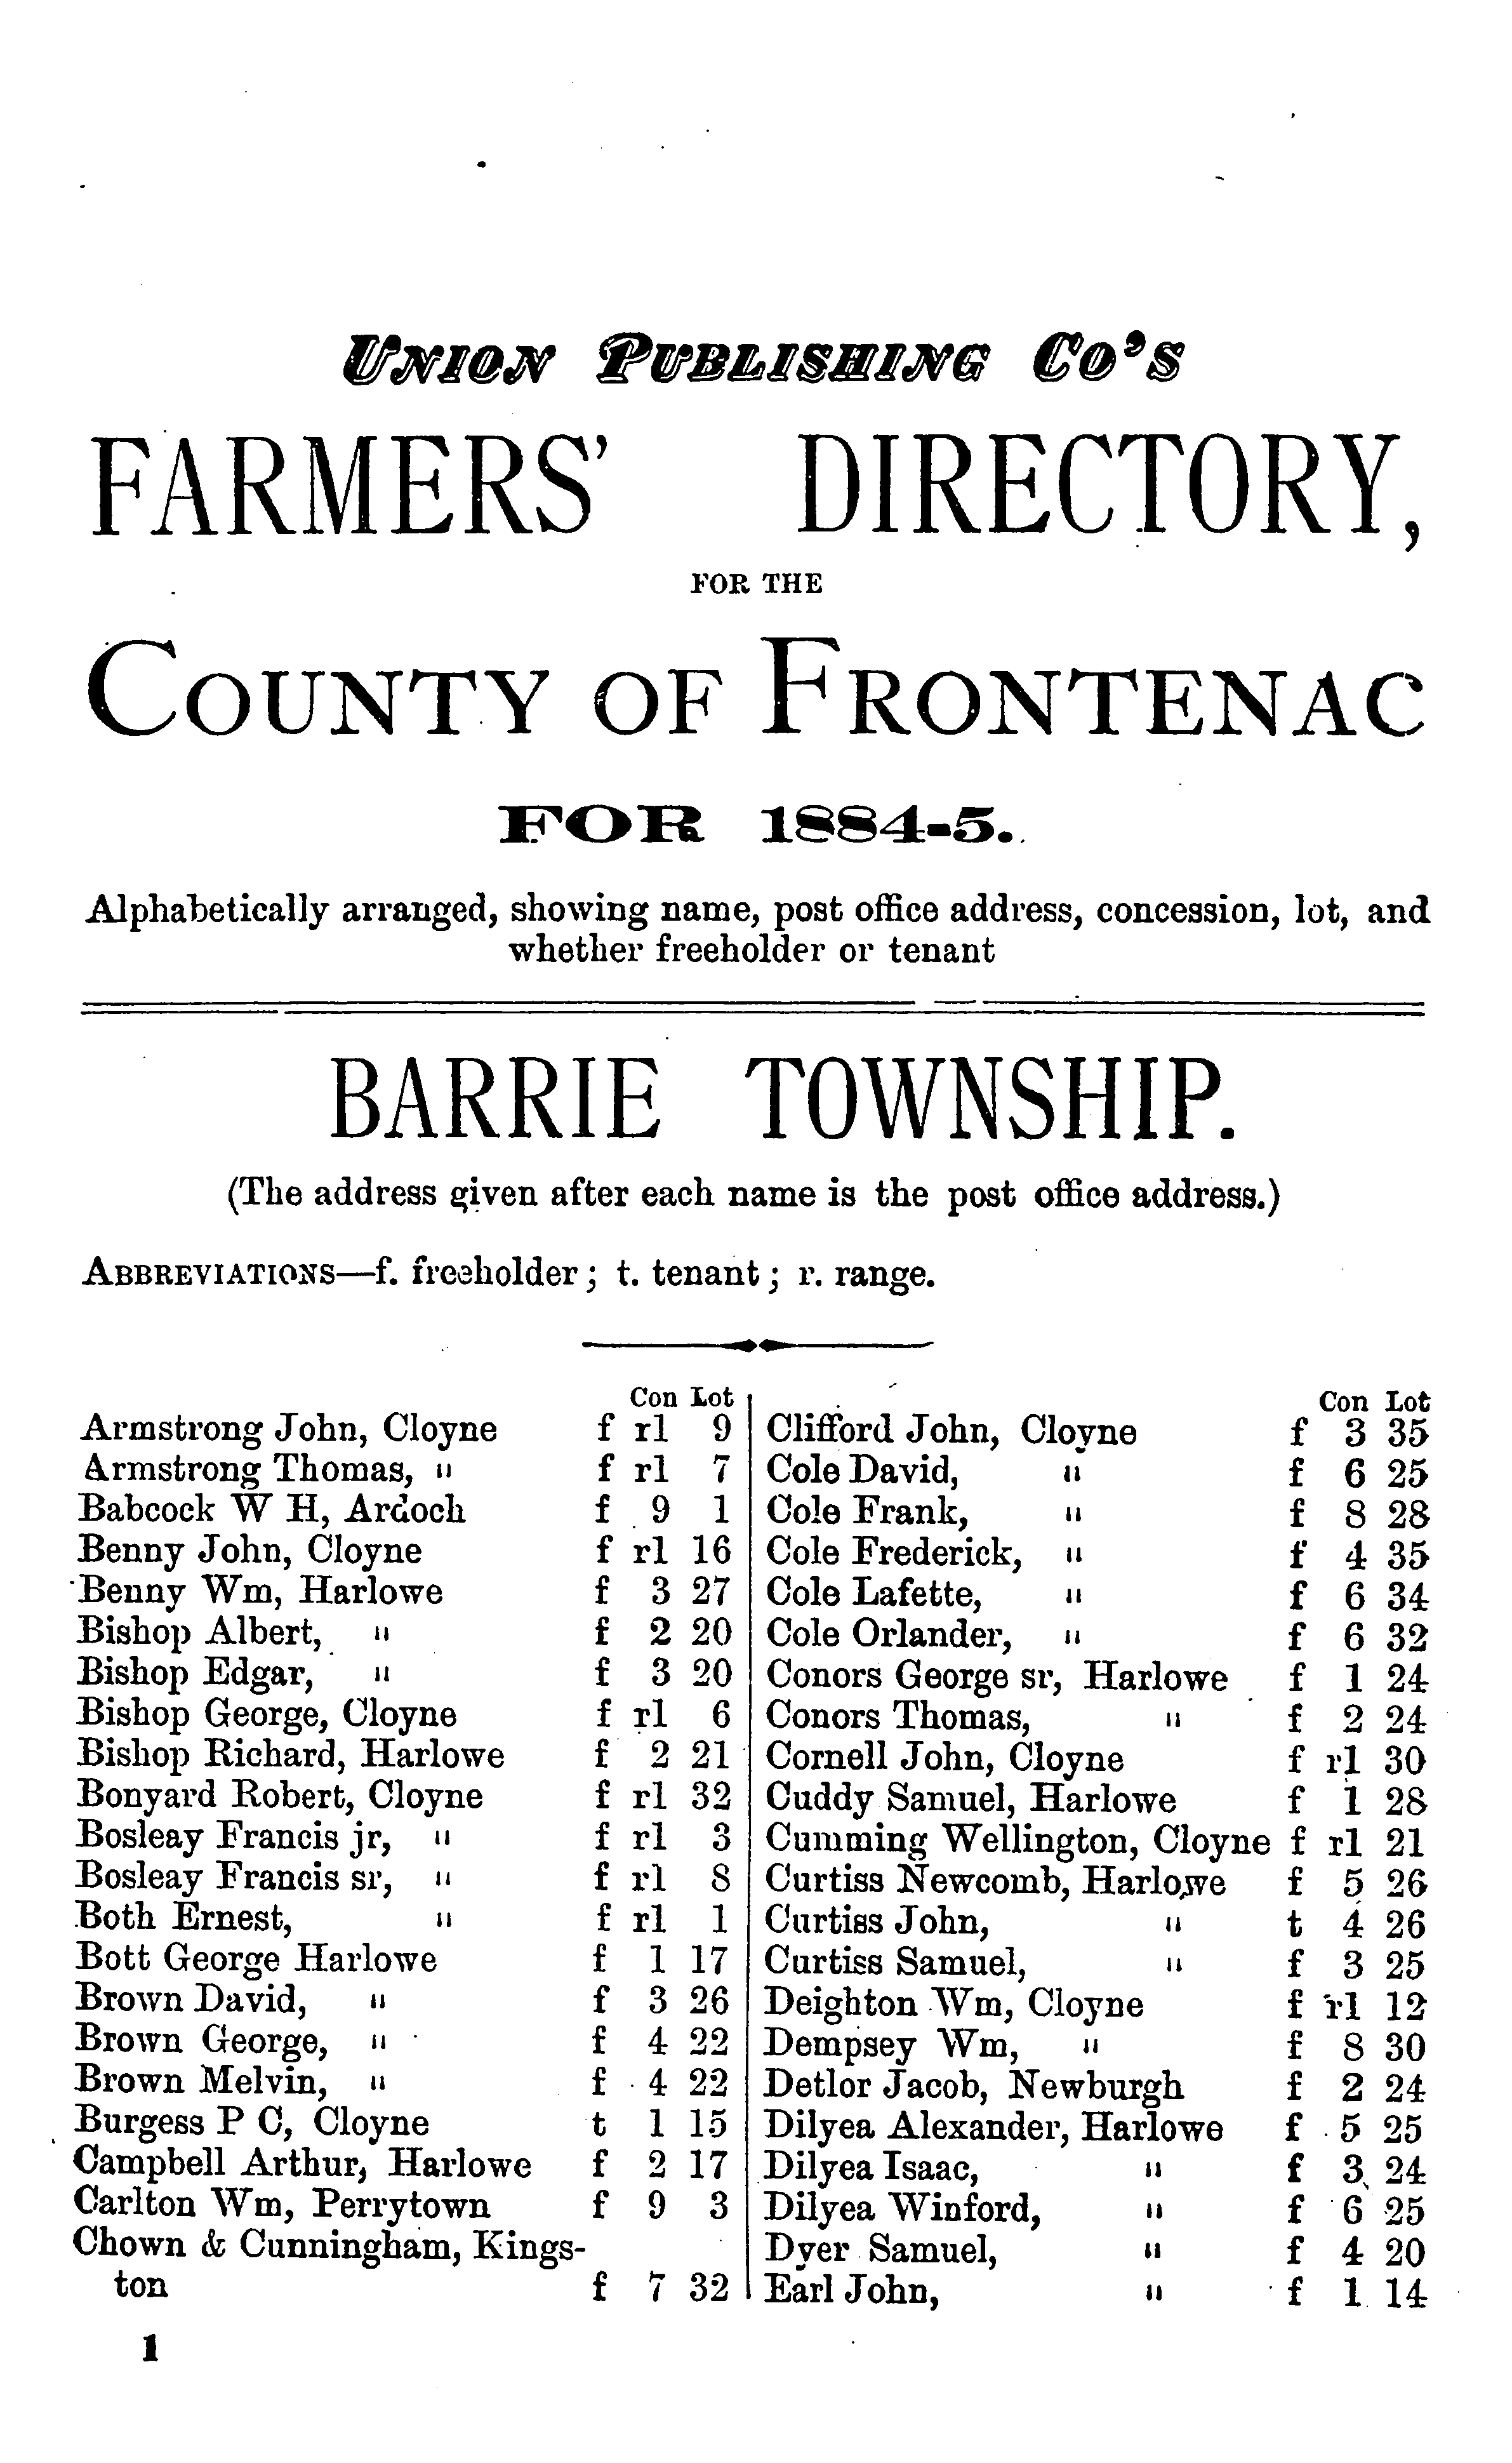 UNION PUBLISHING CO'S
FARMERS' DIRECTORY,
FOR THE
COUNTY OF FRONTENAC
FOR 1884-5.
Alphabetically arranged, showing name, post office address, concession, lot, and
whether freeholder or tenant
BARRIE TOWNSHIP.
(The address given after each name is the post office address.)
ABBREVIATIONS—f. freeholder; t. tenant; r. range.
Con Lot
Armstrong John, Cloyne f r1 9
Armstrong Thomas, " f r1 7
Babcock W H, Ardoch f 9 1
Benny John, Cloyne f r1 16
Benny Wm, Harlowe f 3 27
Bishop Albert, " f 2 20
Bishop Edgar, " f 3 20
Bishop George, Cloyne f r1 6
Bishop Richard, Harlowe f 2 21
Bonyard Robert, Cloyne f r1 32
Bosleay Francis jr, " f r1 3
Bosleay Francis sr, " f r1 8
Both Ernest, " f r1 1
Bott George Harlowe f 1 17
Brown David, " f 3 26
Brown George, " f 4 22
Brown Melvin, " f 4 22
Burgess P C, Cloyne t 1 15
Campbell Arthur, Harlowe f 2 17
Carlton Wm, Perrytown f 9 3
Chown & Cunningham, Kings-
ton f 7 32
Con Lot
Clifford John, Cloyne f 3 35
Cole David, " f 6 25
Cole Frank, " f 8 28
Cole Frederick, " f 4 35
Cole Lafette, " f 6 34
Cole Orlander, " f 6 32
Conors George sr, Harlowe f 1 24
Conors Thomas, " f 2 24
Cornell John, Cloyne f r1 30
Cuddy Samuel, Harlowe f 1 28
Cumming Wellington, Cloyne f r1 21
Curtiss Newcomb, Harlowe f 5 26
Curtiss John, " t 4 26
Curtiss Samuel, " f 3 25
Deighton Wm, Cloyne f r1 12
Dempsey Wm, " f 8 30
Detlor Jacob, Newburgh f 2 24
Dilyea Alexander, Harlowe f 5 25
Dilyea Isaac, " f 3 24
Dilyea Winford, " f 6 25
Dyer Samuel, " f 4 20
Earl John, " f 1 14
1